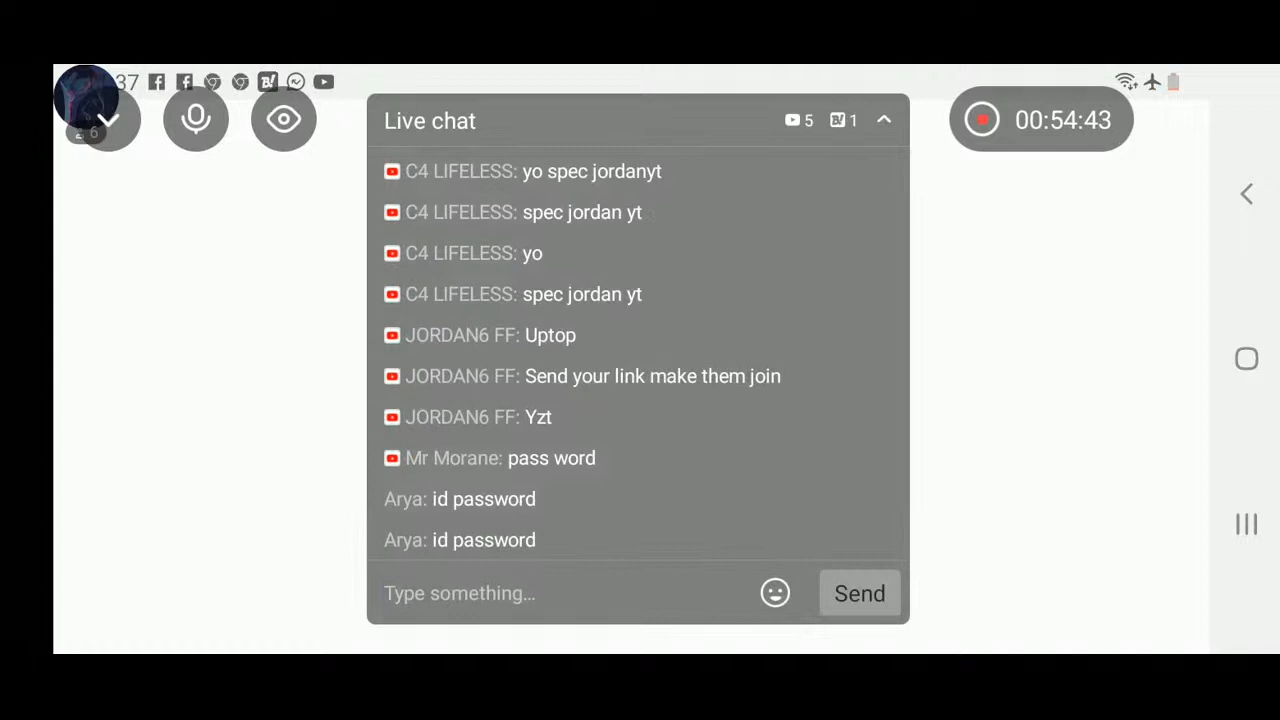 37
6
Live chat
5
1
00:54:43
C4 LIFELESS: yo spec jordanyt
C4 LIFELESS: spec jordan yt
C4 LIFELESS: yo
C4 LIFELESS: spec jordan yt
JORDAN6 FF: Uptop
JORDAN6 FF: Send your link make them join
JORDAN6 FF: Yzt
Mr Morane: pass word
Arya: id password
Arya: id password
Type something...
Send